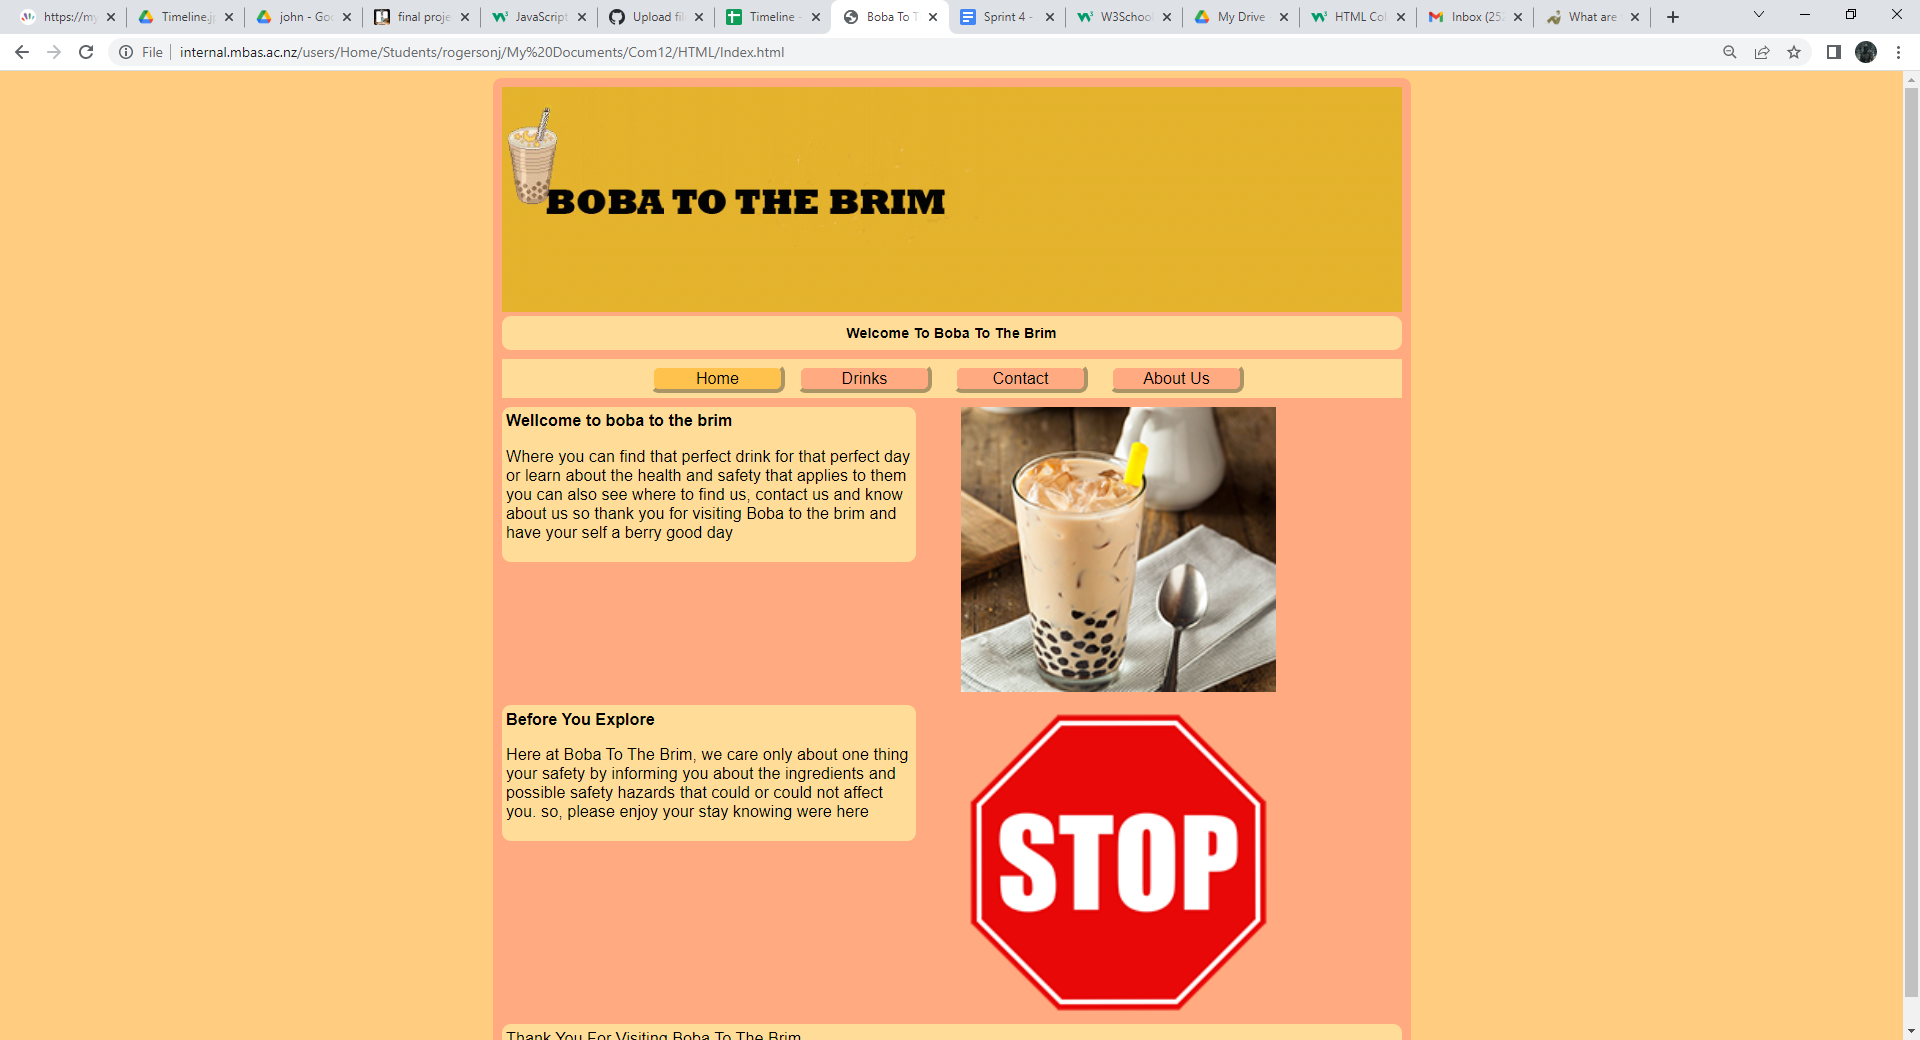 https://my
Timeline.j
john - Goo
final proje
JavaScript
Upload fil
Timeline -
Boba To T
Sprint 4 -
W3Schoo
My Drive
HTML Col
Inbox (25
What are
File
internal.mbas.ac.nz/users/Home/Students/rogersonj/My%20Documents/Com12/HTML/Index.html
BOBA TO THE BRIM
Welcome To Boba To The Brim
Home
Drinks
Contact
About Us
Wellcome to boba to the brim
Where you can find that perfect drink for that perfect day
or learn about the health and safety that applies to them
you can also see where to find us, contact us and know
about us so thank you for visiting Boba to the brim and
have your self a berry good day
Before You Explore
Here at Boba To The Brim, we care only about one thing
your safety by informing you about the ingredients and
possible safety hazards that could or could not affect
you. so, please enjoy your stay knowing were here
STOP
Thank You For Visiting Boba To The Brim